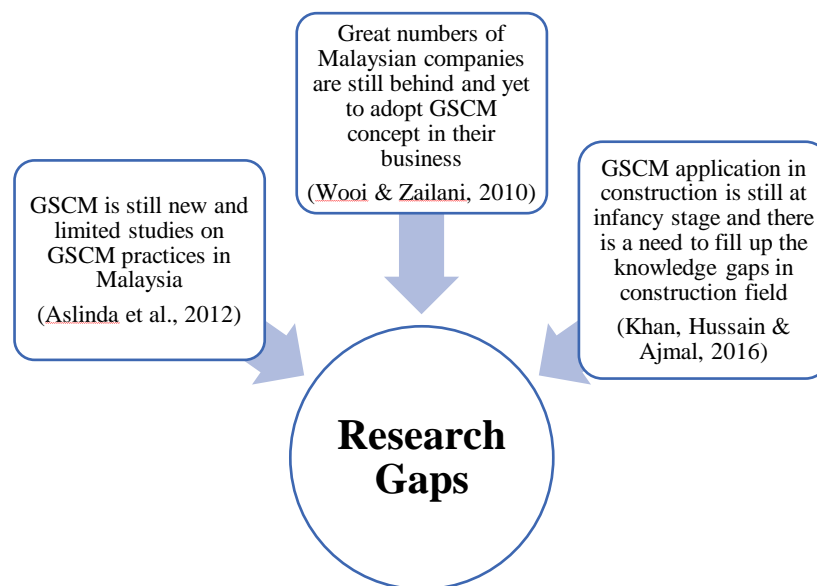 GSCM is still new and
limited studies on
GSCM practices in
Malaysia
(Aslinda et al., 2012)
Great numbers of
Malaysian companies
are still behind and yet
to adopt GSCM
concept in their
business
(Wooi & Zailani, 2010)
GSCM application in
construction is still at
infancy stage and there
is a need to fill up the
knowledge gaps in
construction field
(Khan, Hussain &
Ajmal, 2016)
Research
Gaps